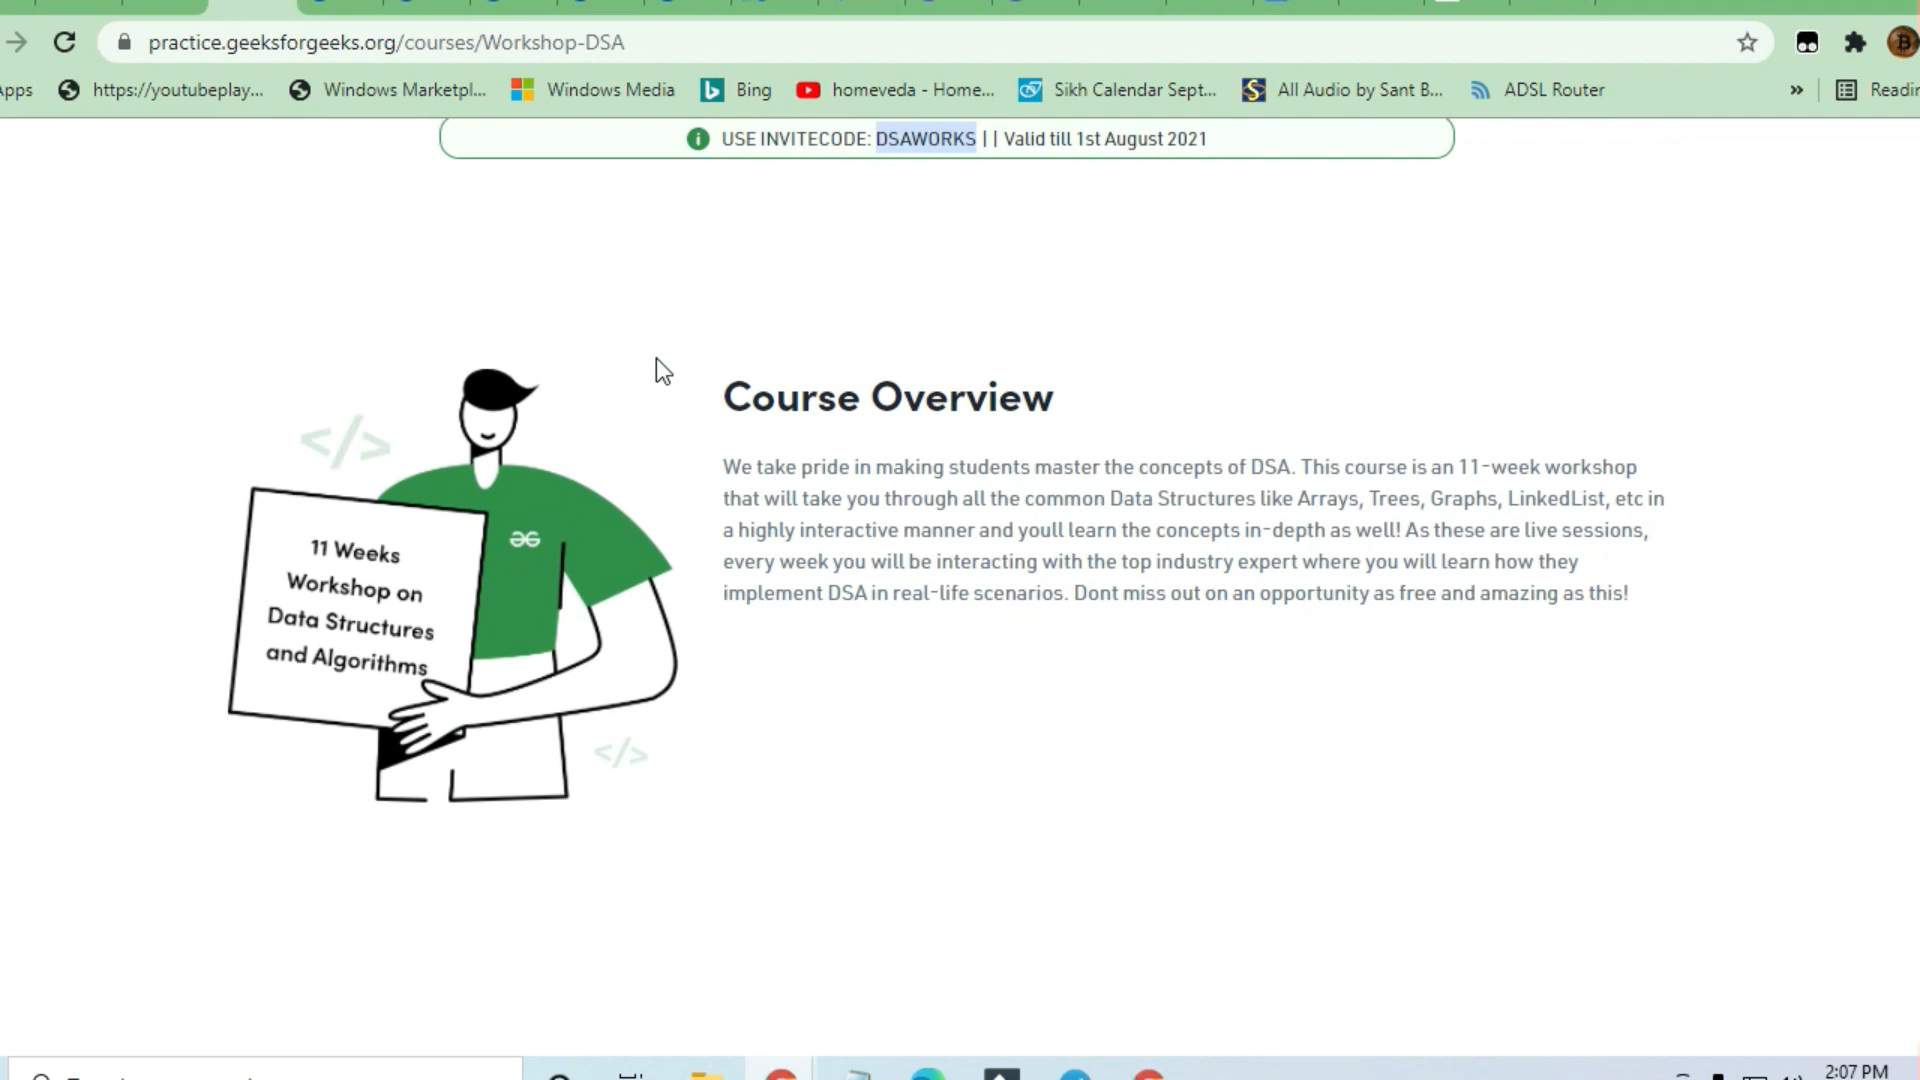 practice.geeksforgeeks.org/courses/Workshop-DSA
https://youtubeplay... Windows Marketpl... Windows Media Bing homeveda - Home... Sikh Calendar Sept... All Audio by Sant B... ADSL Router »
USE INVITECODE: DSAWORKS || Valid till 1st August 2021
Course Overview
We take pride in making students master the concepts of DSA. This course is an 11-week workshop
that will take you through all the common Data Structures like Arrays, Trees, Graphs, LinkedList, etc in
a highly interactive manner and youll learn the concepts in-depth as well! As these are live sessions,
every week you will be interacting with the top industry expert where you will learn how they
implement DSA in real-life scenarios. Dont miss out on an opportunity as free and amazing as this!
</>
11 Weeks
Workshop on
Data Structures
and Algorithms
</>
2:07 PM